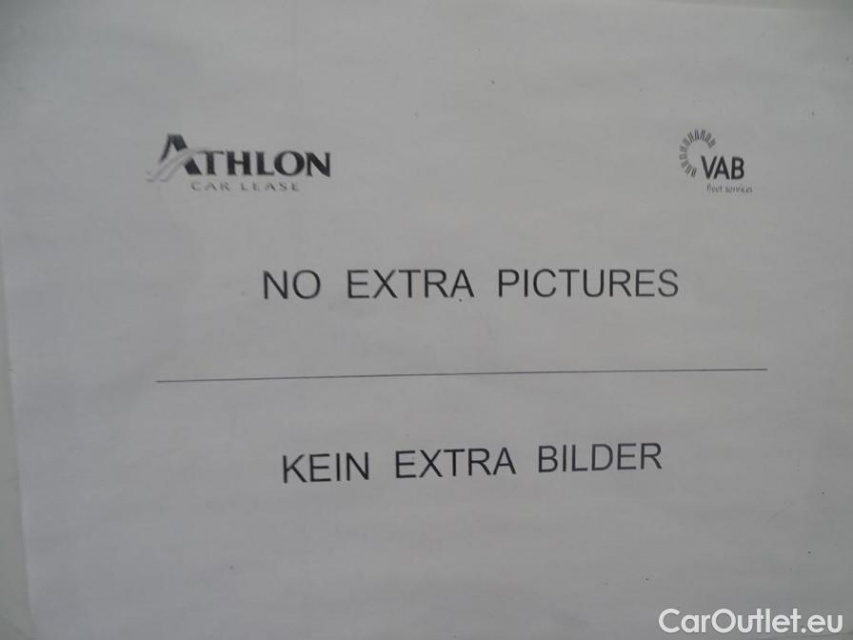 ATHLON
CAR LEASE
VAB
fleet services
NO EXTRA PICTURES
KEIN EXTRA BILDER
CarOutlet.eu